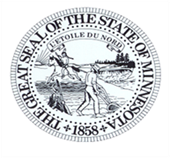 THE GREAT SEAL OF THE STATE OF MINNESOTA
L'ETOILE DU NORD
1858